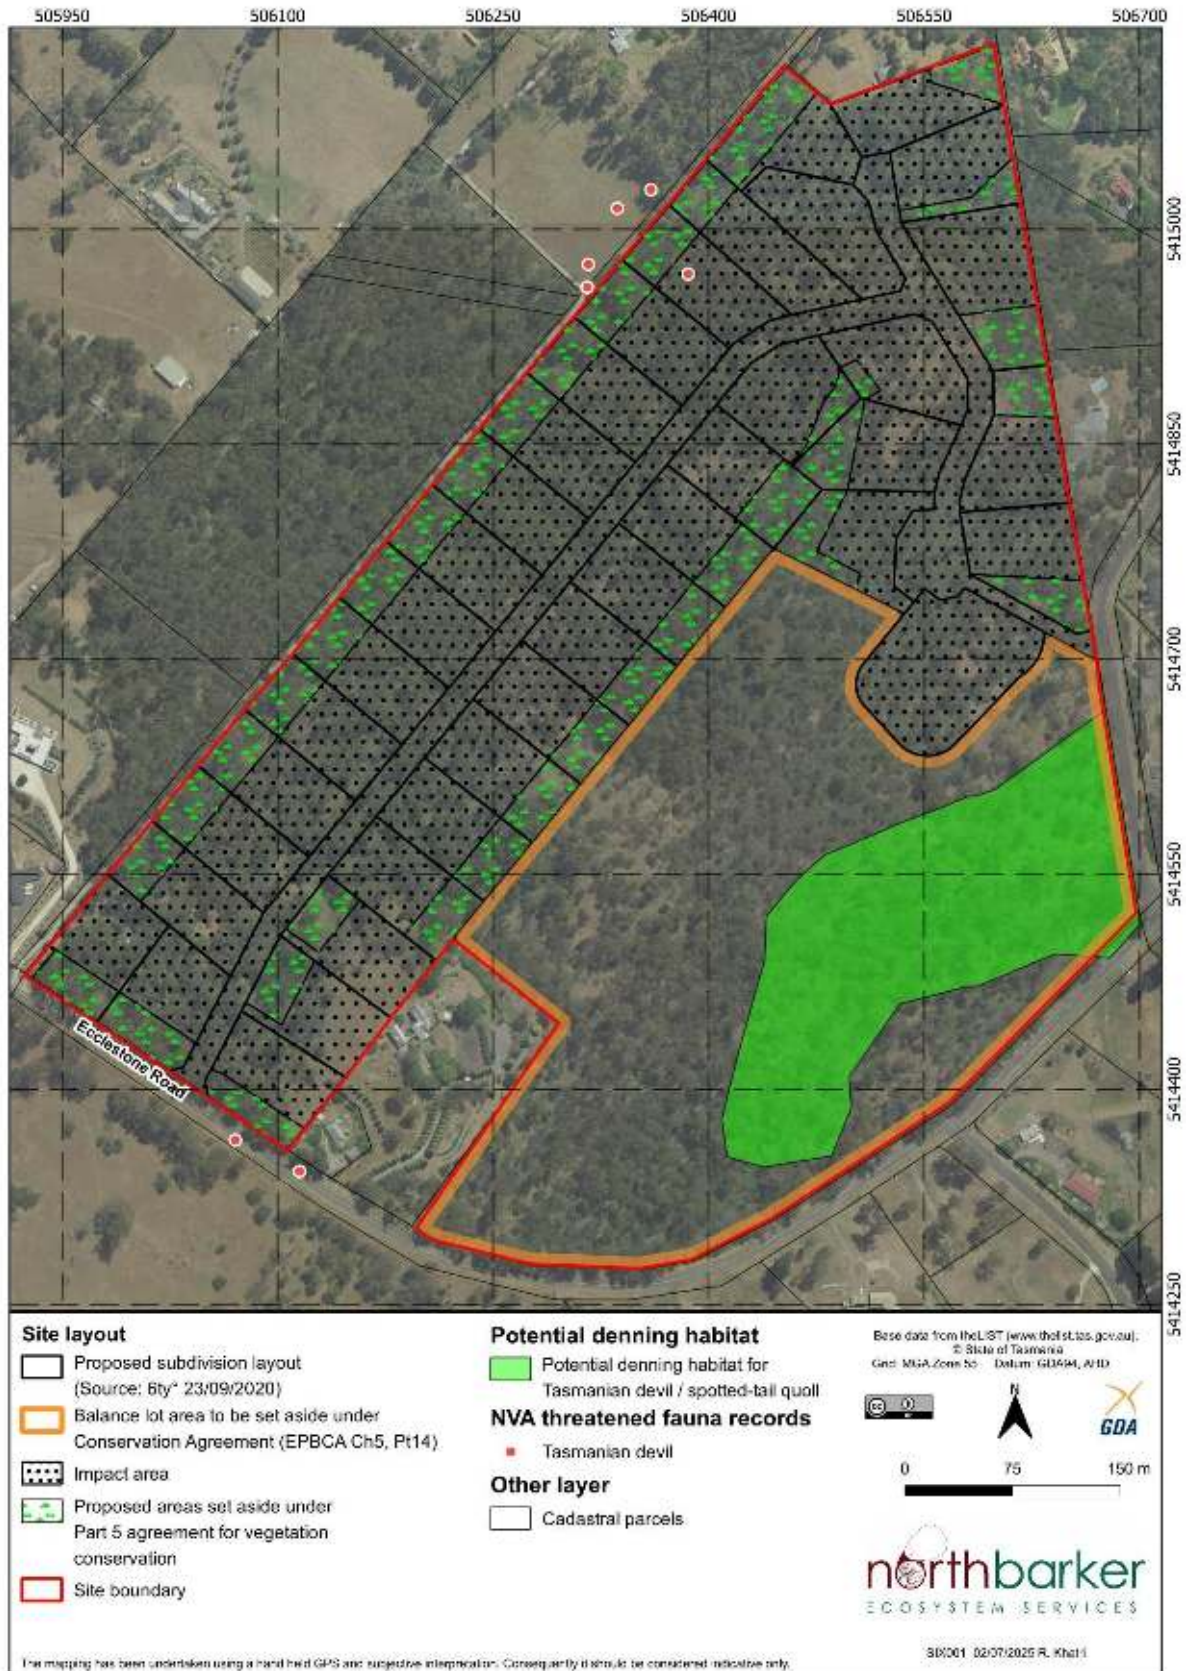 505950 506100 506250 506400 506550 506700
5415000
5414850
5414700
5414550
5414400
5414250
Ecclestone Road
Site layout
Proposed subdivision layout
(Source: 6ty° 23/09/2020)
Balance lot area to be set aside under
Conservation Agreement (EPBCA Ch5, Pt14)
Impact area
Proposed areas set aside under
Part 5 agreement for vegetation
conservation
Site boundary
Potential denning habitat
Potential denning habitat for
Tasmanian devil / spotted-tail quoll
NVA threatened fauna records
Tasmanian devil
Other layer
Cadastral parcels
Base data from theLIST (www.thelist.tas.gov.au),
© State of Tasmania
Grid: MGA Zone 55 Datum: GDA94, AHD
cc
BY
N
GDA
0 75 150 m
northbarker
ECOSYSTEM SERVICES
SIX001 02/07/2025 R. Khatri
The mapping has been undertaken using a hand held GPS and subjective interpretation. Consequently it should be considered indicative only.